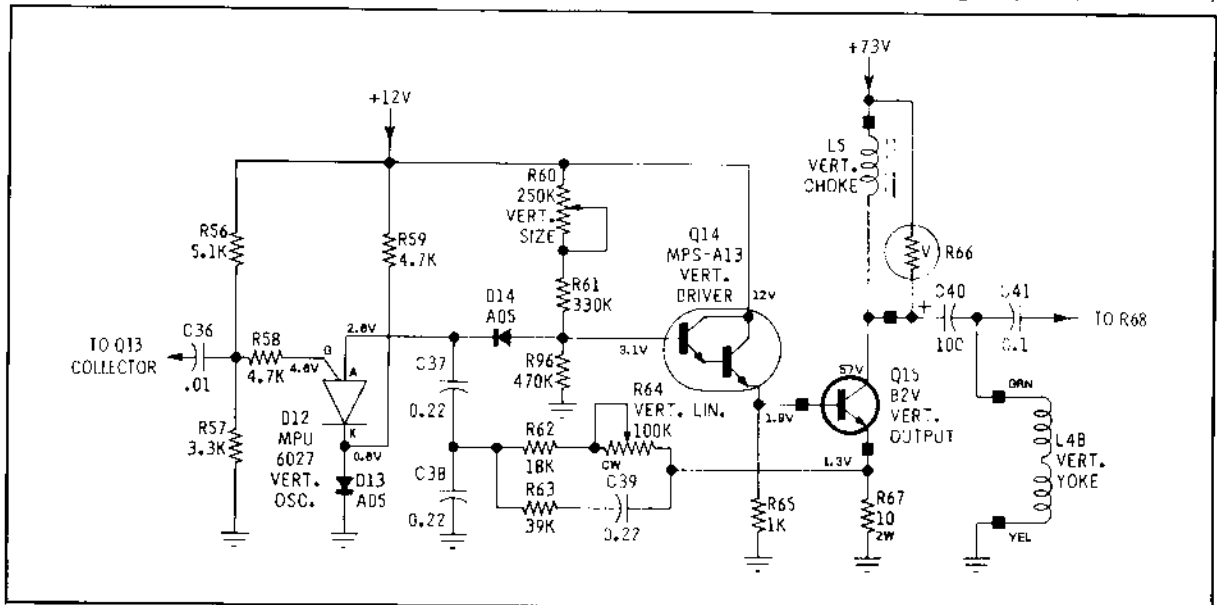 +73V
+12V
L5
VERT.
CHOKE
R60
250K
VERT.
SIZE
R56
5.1K
R59
4.7K
Q14
MPS-A13
VERT.
DRIVER
V
R66
R61
330K
12V
D14
A05
+
C40
100
C41
0.1
TO R68
C36
.01
TO Q13
COLLECTOR
R58
4.7K
4.8V
G
2.8V
A
3.1V
R96
470K
57V
Q15
B2V
VERT.
OUTPUT
C37
0.22
R64
VERT. LIN.
100K
1.9V
GRN
R57
3.3K
D12
MPU
6027
VERT.
OSC.
K
0.8V
D13
A05
R62
18K
CW
1.3V
L4B
VERT.
YOKE
C38
0.22
R63
39K
C39
0.22
R65
1K
R67
10
2W
YEL